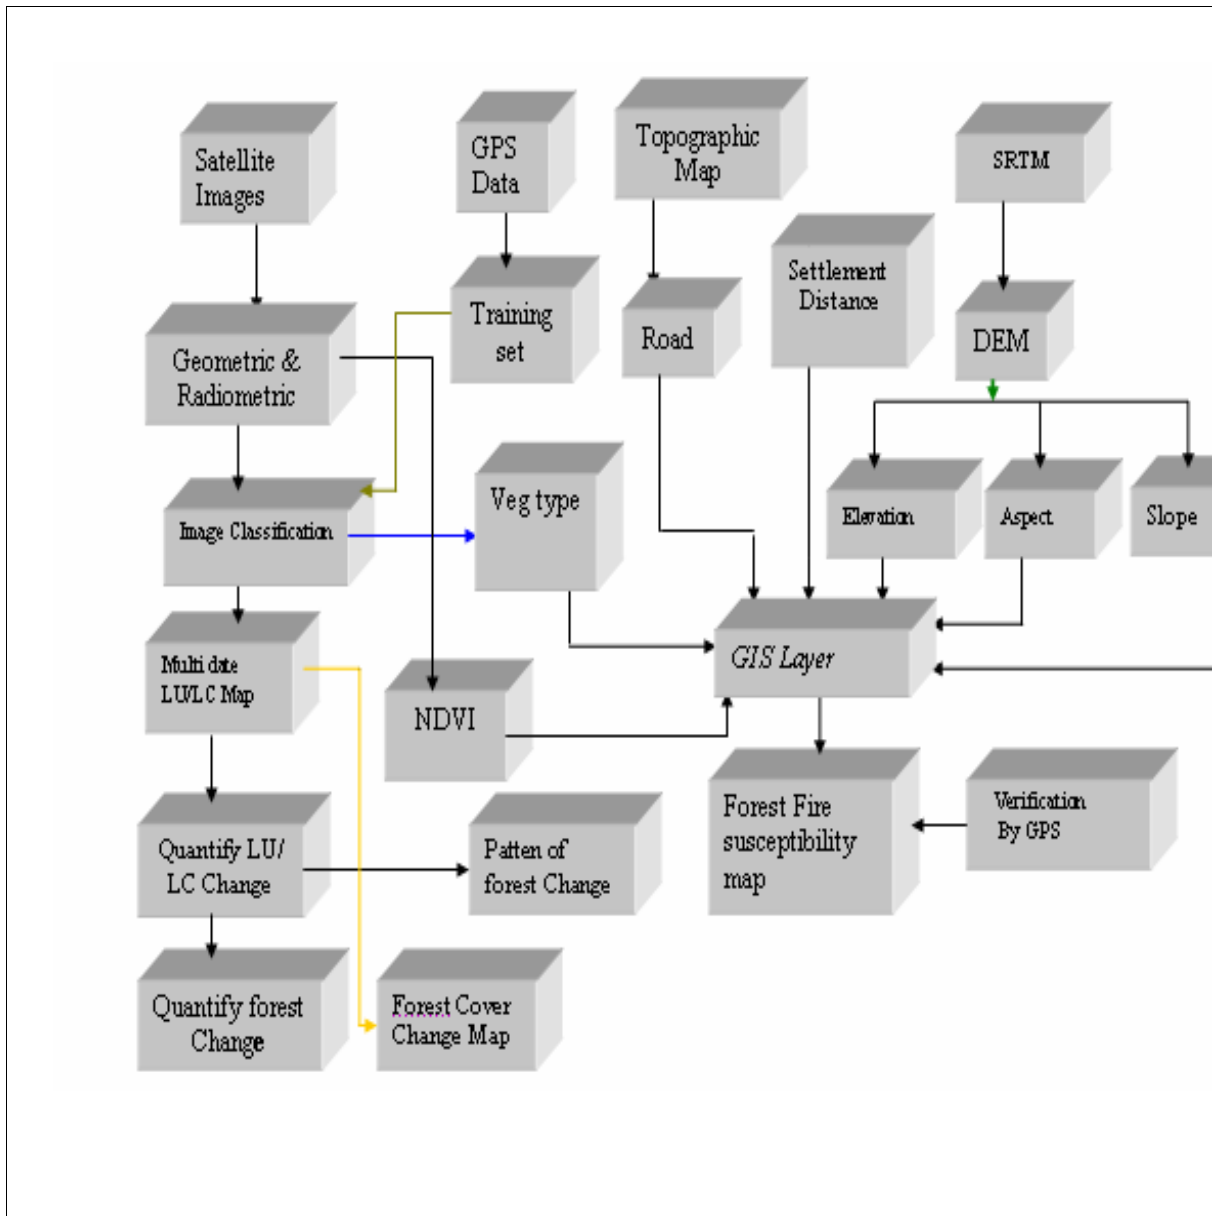 Satellite
Images
GPS
Data
Topographic
Map
SRTM
Settlement
Distance
Training
set
Road
DEM
Geometric &
Radiometric
Veg type
Elevation
Aspect
Slope
Image Classification
Multi date
LU/LC Map
GIS Layer
NDVI
Forest Fire
susceptibility
map
Verification
By GPS
Quantify LU/
LC Change
Patten of
forest Change
Quantify forest
Change
Forest Cover
Change Map